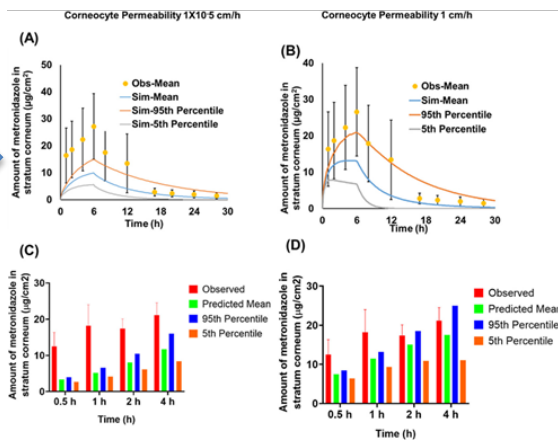 Corneocyte Permeability 1X10-5 cm/h
Corneocyte Permeability 1 cm/h
(A)
Amount of metronidazole in
stratum corneum (µg/cm2)
50
40
30
20
10
0
Obs-Mean
Sim-Mean
Sim-95th Percentile
Sim-5th Percentile
0 6 12 18 24 30
Time (h)
(B)
Amount of metronidazole in
stratum corneum (µg/cm²)
40
30
20
10
0
Obs-Mean
Sim-Mean
95th Percentile
5th Percentile
0 6 12 18 24 30
Time (h)
(C)
Amount of metronidazole in
stratum corneum (µg/cm2)
30
20
10
0
Observed
Predicted Mean
95th Percentile
5th Percentile
0.5 h 1 h 2 h 4 h
Time (h)
(D)
Amount of metronidazole in
stratum corneum (µg/cm2)
30
20
10
0
Observed
Predicted Mean
95th Percentile
5th Percentile
0.5 h 1 h 2 h 4 h
Time (h)